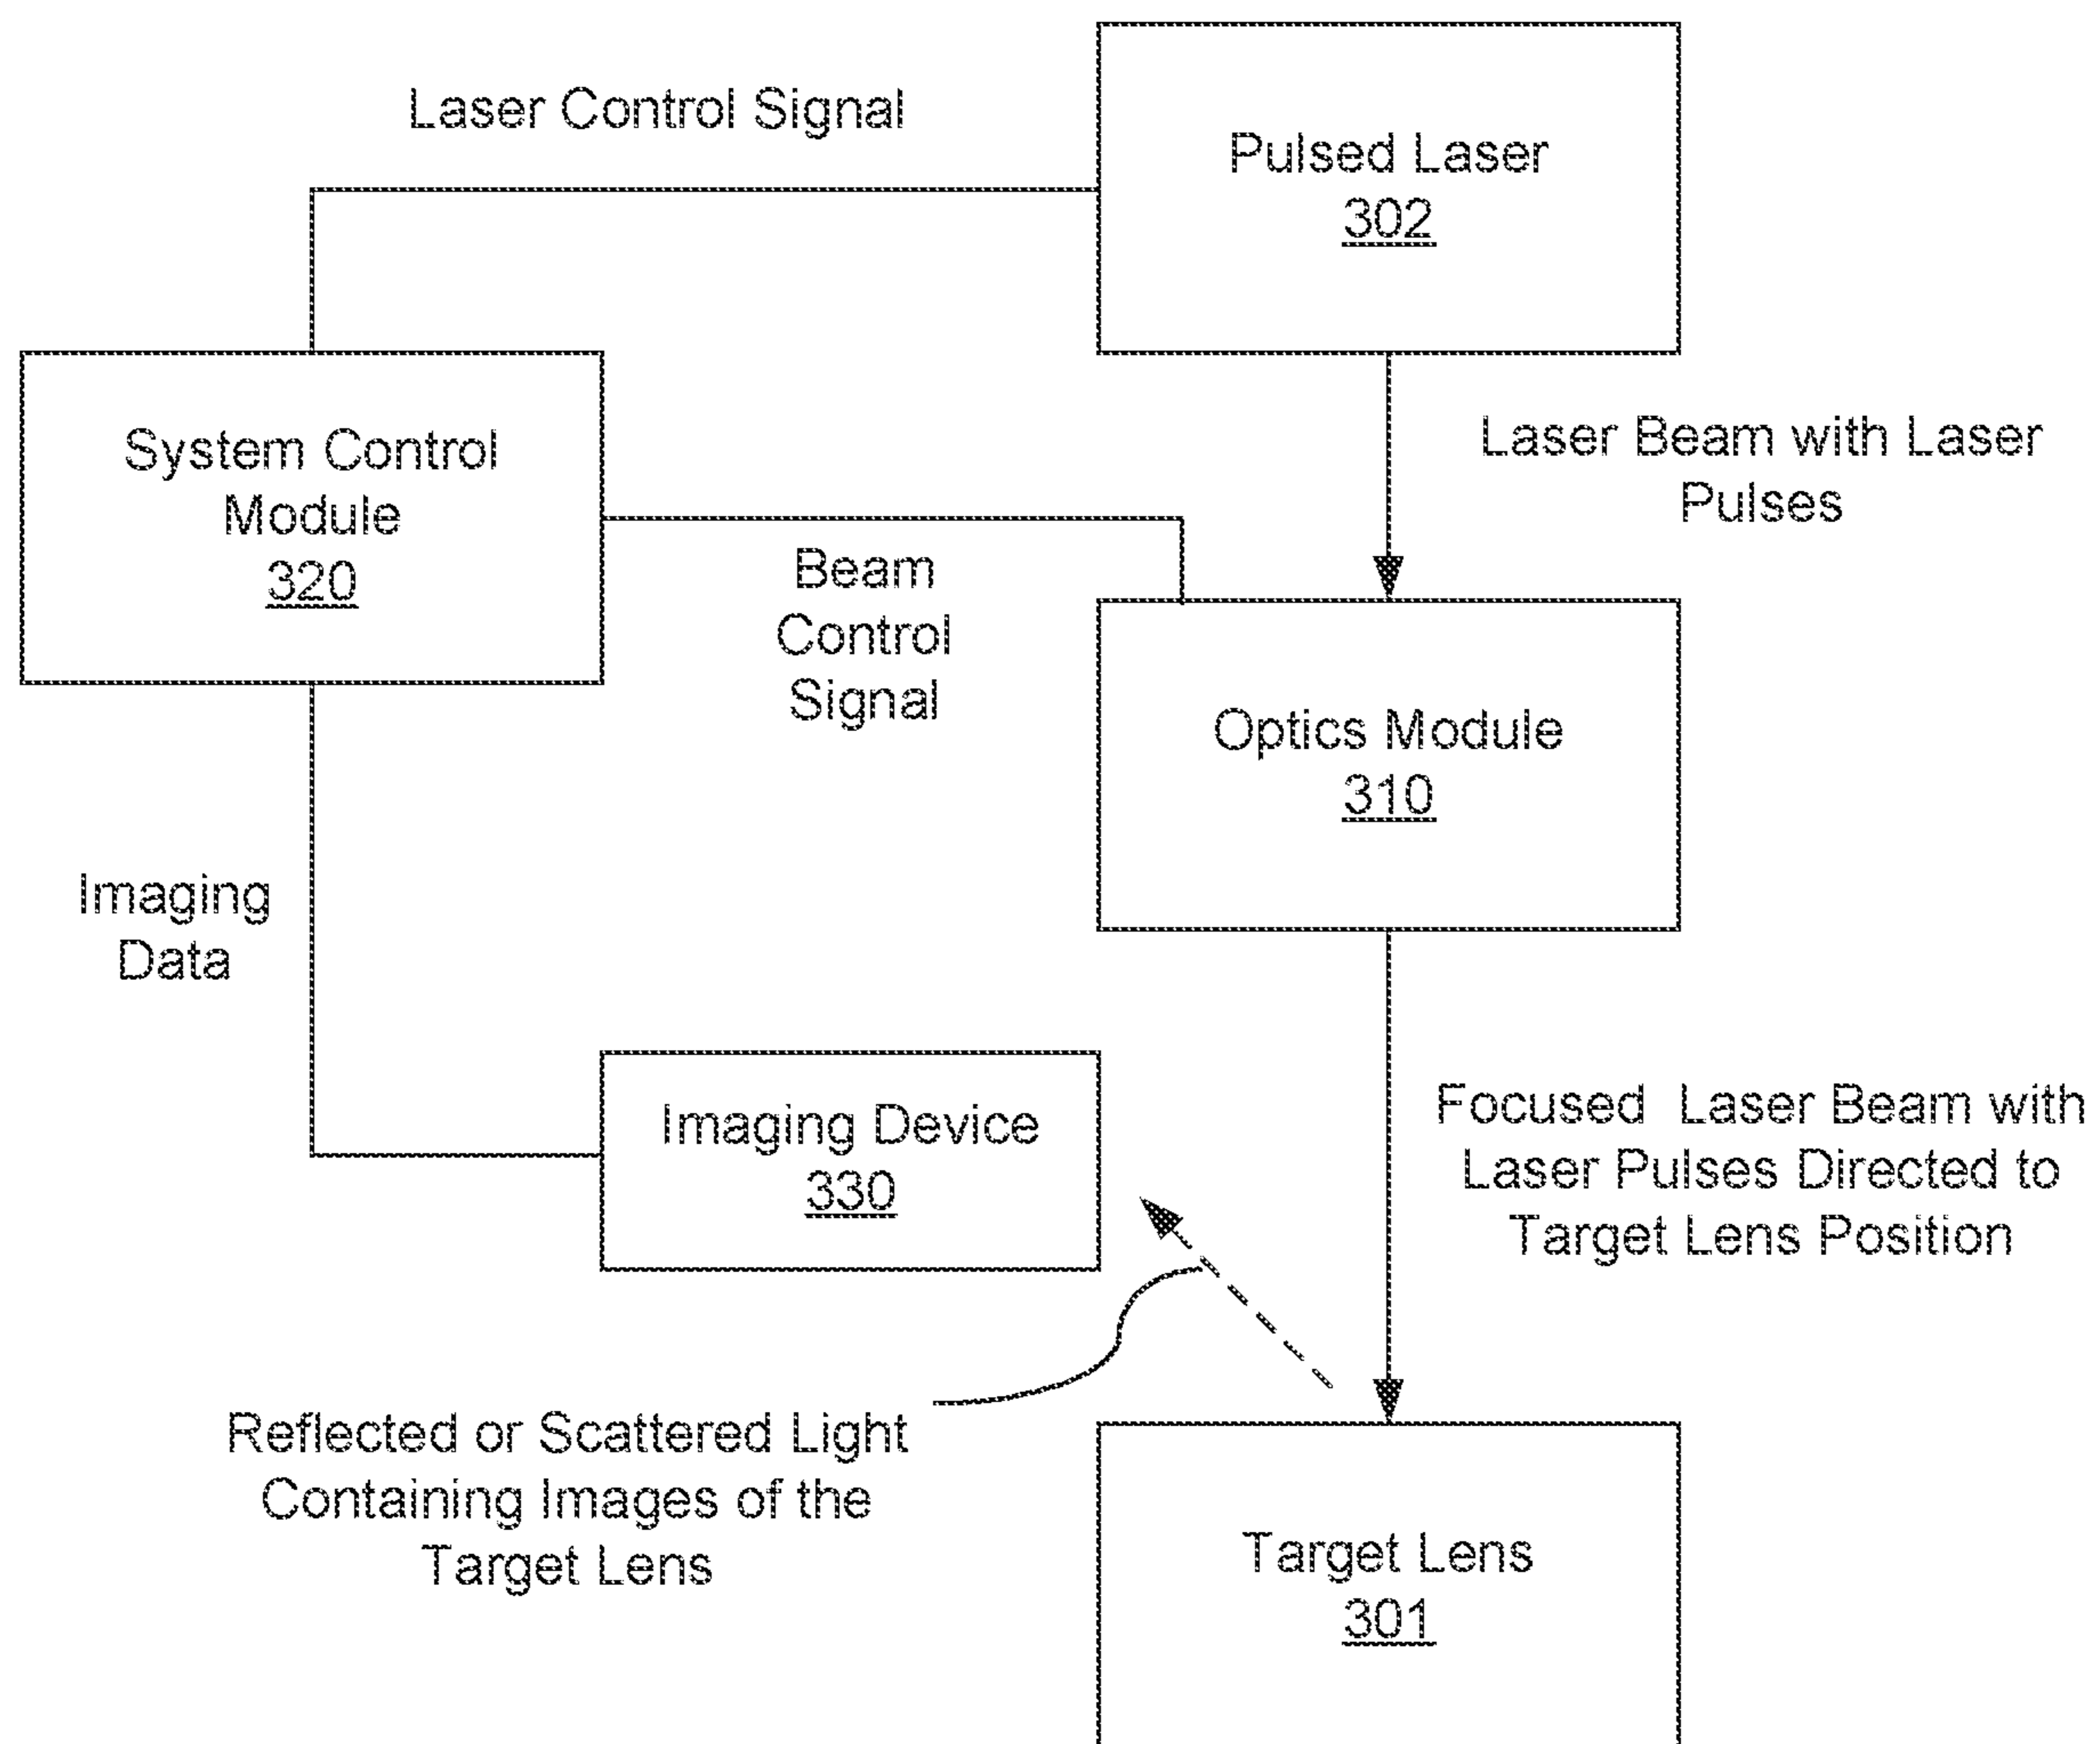 Laser Control Signal
Pulsed Laser
302
System Control
Module
320
Laser Beam with Laser
Pulses
Beam
Control
Signal
Optics Module
310
Imaging
Data
Imaging Device
330
Focused Laser Beam with
Laser Pulses Directed to
Target Lens Position
Reflected or Scattered Light
Containing Images of the
Target Lens
Target Lens
301